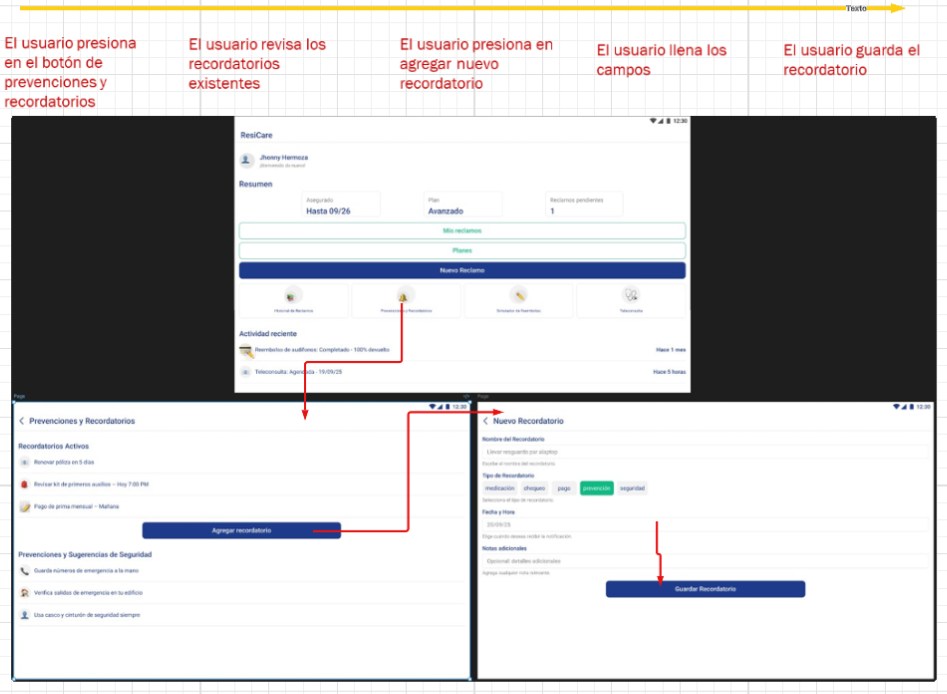 Texto
El usuario presiona
en el botón de
prevenciones y
recordatorios
El usuario revisa los
recordatorios
existentes
El usuario presiona en
agregar nuevo
recordatorio
El usuario llena los
campos
El usuario guarda el
recordatorio
12:30
ResiCare
Jhonny Hermoza
Resumen
Asegurado
Hasta 09/26
Plan
Avanzado
Reclamos pendientes
1
Mis reclamos
Planes
Nuevo Reclamo
Historial de Reclamos
Prevenciones y Recordatorios
Simulador de Reembolso
Teleconsulta
Actividad reciente
Reembolso de audífonos: Completado - 100% devuelto
Hace 1 mes
Teleconsulta: Agendada - 19/09/25
Hace 5 horas
Page
12:30
Prevenciones y Recordatorios
Recordatorios Activos
Renovar póliza en 5 días
Revisar kit de primeros auxilios – Hoy 7:00 PM
Pago de prima mensual – Mañana
Agregar recordatorio
Prevenciones y Sugerencias de Seguridad
Guarda números de emergencia a la mano
Verifica salidas de emergencia en tu edificio
Usa casco y cinturón de seguridad siempre
Page
12:30
Nuevo Recordatorio
Nombre del Recordatorio
Llevar resguardo por
Escribe el nombre del recordatorio
Tipo de Recordatorio
medicación
chequeo
pago
prevención
seguridad
Selecciona el tipo de recordatorio
Fecha y Hora
20/09/25
Elige cuándo deseas recibir la notificación
Notas adicionales
Opcional: detalles adicionales
Agrega cualquier nota relevante
Guardar Recordatorio